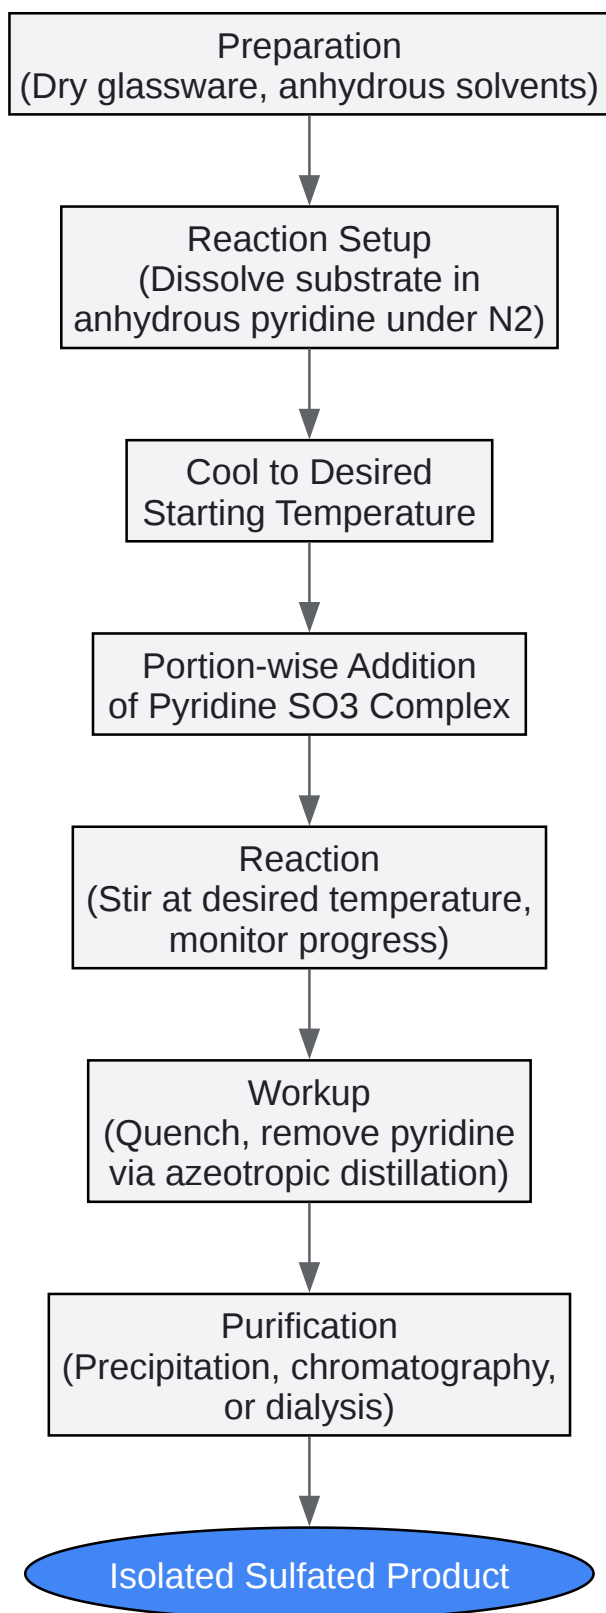 Preparation
(Dry glassware, anhydrous solvents)
Reaction Setup
(Dissolve substrate in
anhydrous pyridine under N2)
Cool to Desired
Starting Temperature
Portion-wise Addition
of Pyridine SO3 Complex
Reaction
(Stir at desired temperature,
monitor progress)
Workup
(Quench, remove pyridine
via azeotropic distillation)
Purification
(Precipitation, chromatography,
or dialysis)
Isolated Sulfated Product